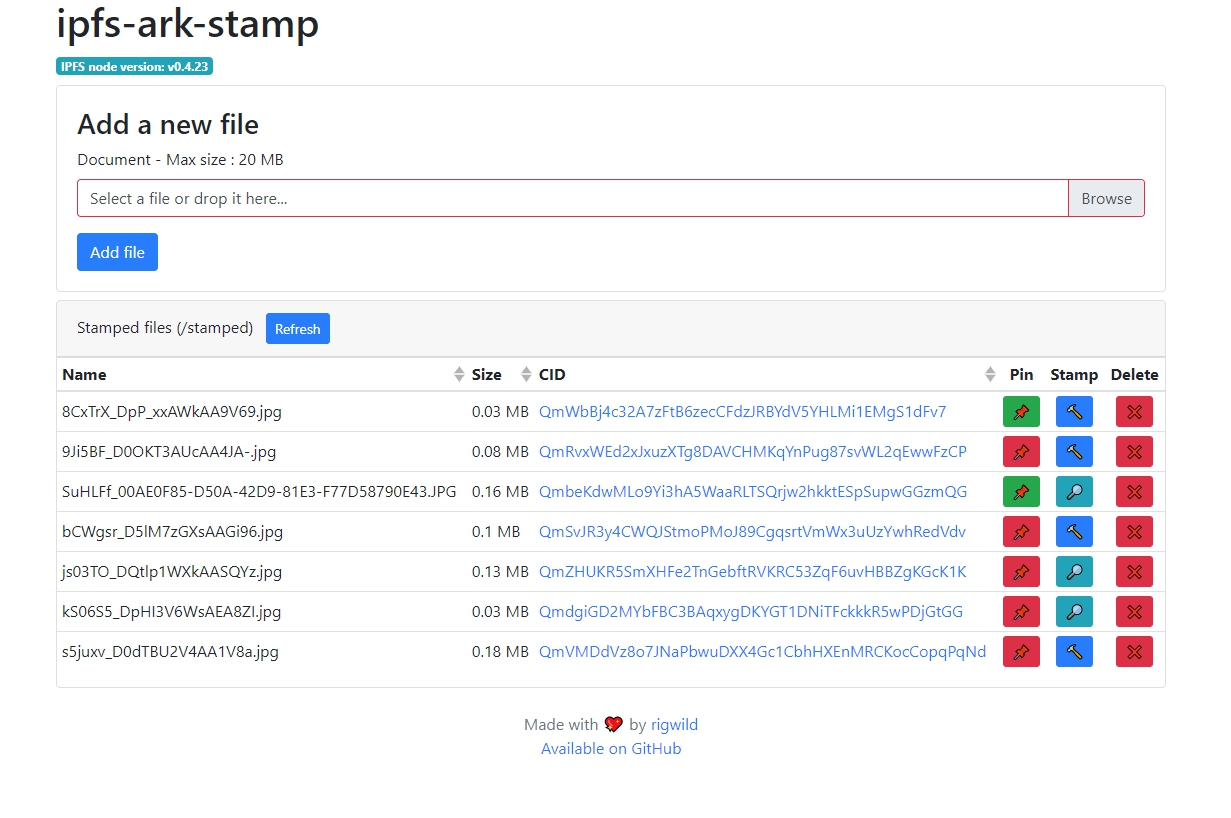 ipfs-ark-stamp
IPFS node version: v0.4.23
Add a new file
Document - Max size : 20 MB
Select a file or drop it here... Browse
Add file
Stamped files (/stamped) Refresh
Name Size CID Pin Stamp Delete
8CxTrX_DpP_xxAWkAA9V69.jpg 0.03 MB QmWbBj4c32A7zFtB6zecCFdzJRBYdV5YHLMi1EMgS1dFv7
9Ji5BF_D0OKT3AUcAA4JA-.jpg 0.08 MB QmRvxWEd2xJxuzXTg8DAVCHMKqYnPug87svWL2qEwwFzCP
SuHLFf_00AE0F85-D50A-42D9-81E3-F77D58790E43.JPG 0.16 MB QmbeKdwMLo9Yi3hA5WaaRLTSQrjw2hkktESpSupwGGzmQG
bCWgsr_D5lM7zGXsAAGi96.jpg 0.1 MB QmSvJR3y4CWQJStmoPMoJ89CgqsrtVmWx3uUzYwhRedVdv
js03TO_DQtlp1WXkAASQYz.jpg 0.13 MB QmZHUKR5SmXHFe2TnGebftRVKRC53ZqF6uvHBBZgKGcK1K
kS06S5_DpHI3V6WsAEA8ZI.jpg 0.03 MB QmdgiGD2MYbFBC3BAqxygDKYGT1DNiTFckkkR5wPDjGtGG
s5juxv_D0dTBU2V4AA1V8a.jpg 0.18 MB QmVMDdVz8o7JNaPbwuDXX4Gc1CbhHXEnMRCKocCopqPqNd
Made with 💖 by rigwild
Available on GitHub